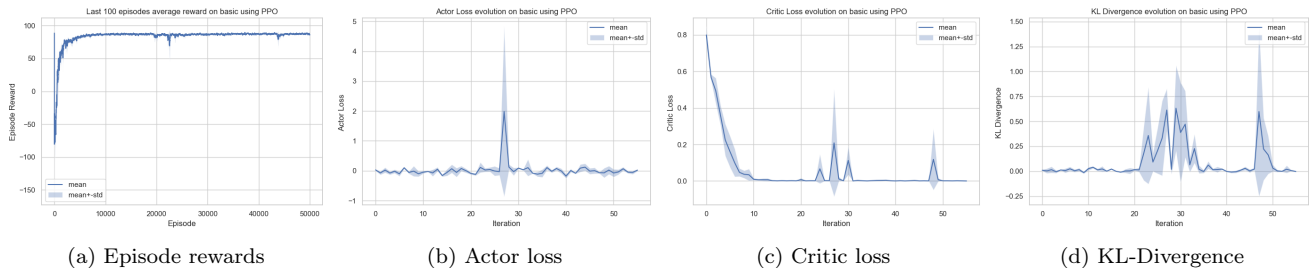 Last 100 episodes average reward on basic using PPO
100
50
0
−50
−100
−150
Episode Reward
mean
mean+-std
0
10000
20000
30000
40000
50000
Episode
(a) Episode rewards
Actor Loss evolution on basic using PPO
5
4
3
2
1
0
−1
Actor Loss
mean
mean+-std
0
10
20
30
40
50
Iteration
(b) Actor loss
Critic Loss evolution on basic using PPO
0.8
0.6
0.4
0.2
0.0
Critic Loss
mean
mean+-std
0
10
20
30
40
50
Iteration
(c) Critic loss
KL Divergence evolution on basic using PPO
1.50
1.25
1.00
0.75
0.50
0.25
0.00
−0.25
KL Divergence
mean
mean+-std
0
10
20
30
40
50
Iteration
(d) KL-Divergence